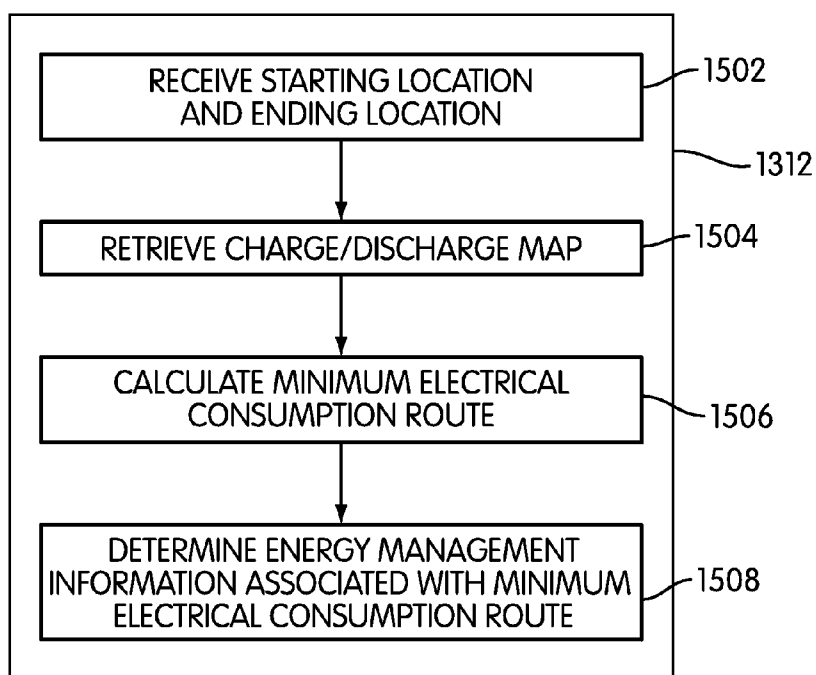 RECEIVE STARTING LOCATION
AND ENDING LOCATION
1502
1312
RETRIEVE CHARGE/DISCHARGE MAP
1504
CALCULATE MINIMUM ELECTRICAL
CONSUMPTION ROUTE
1506
DETERMINE ENERGY MANAGEMENT
INFORMATION ASSOCIATED WITH MINIMUM
ELECTRICAL CONSUMPTION ROUTE
1508